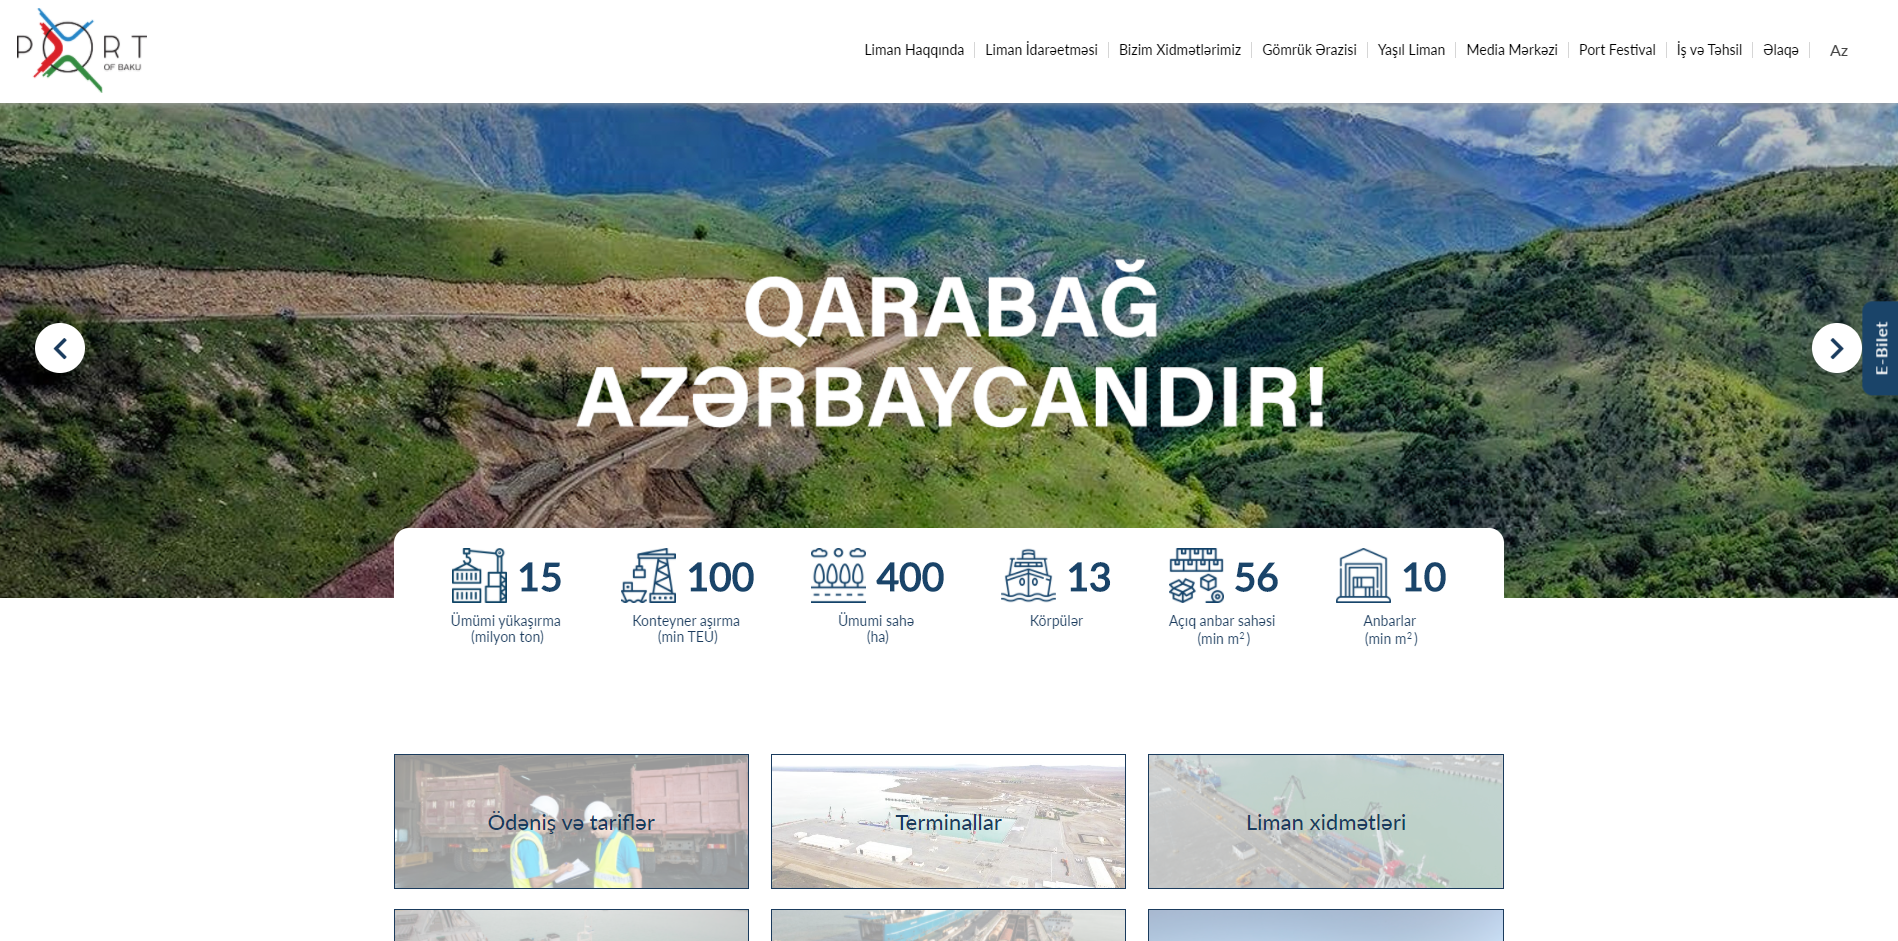 PORT
OF BAKU
Liman Haqqında
Liman İdarəetməsi
Bizim Xidmətlərimiz
Gömrük Ərazisi
Yaşıl Liman
Media Mərkəzi
Port Festival
İş və Təhsil
Əlaqə
Az
QARABAĞ
AZƏRBAYCANDIR!
E-Bilet
15
Ümümi yükaşırma
(milyon ton)
100
Konteyner aşırma
(min TEU)
400
Ümumi sahə
(ha)
13
Körpülər
56
Açıq anbar sahəsi
(min m²)
10
Anbarlar
(min m²)
Ödəniş və tariflər
Terminallar
Liman xidmətləri